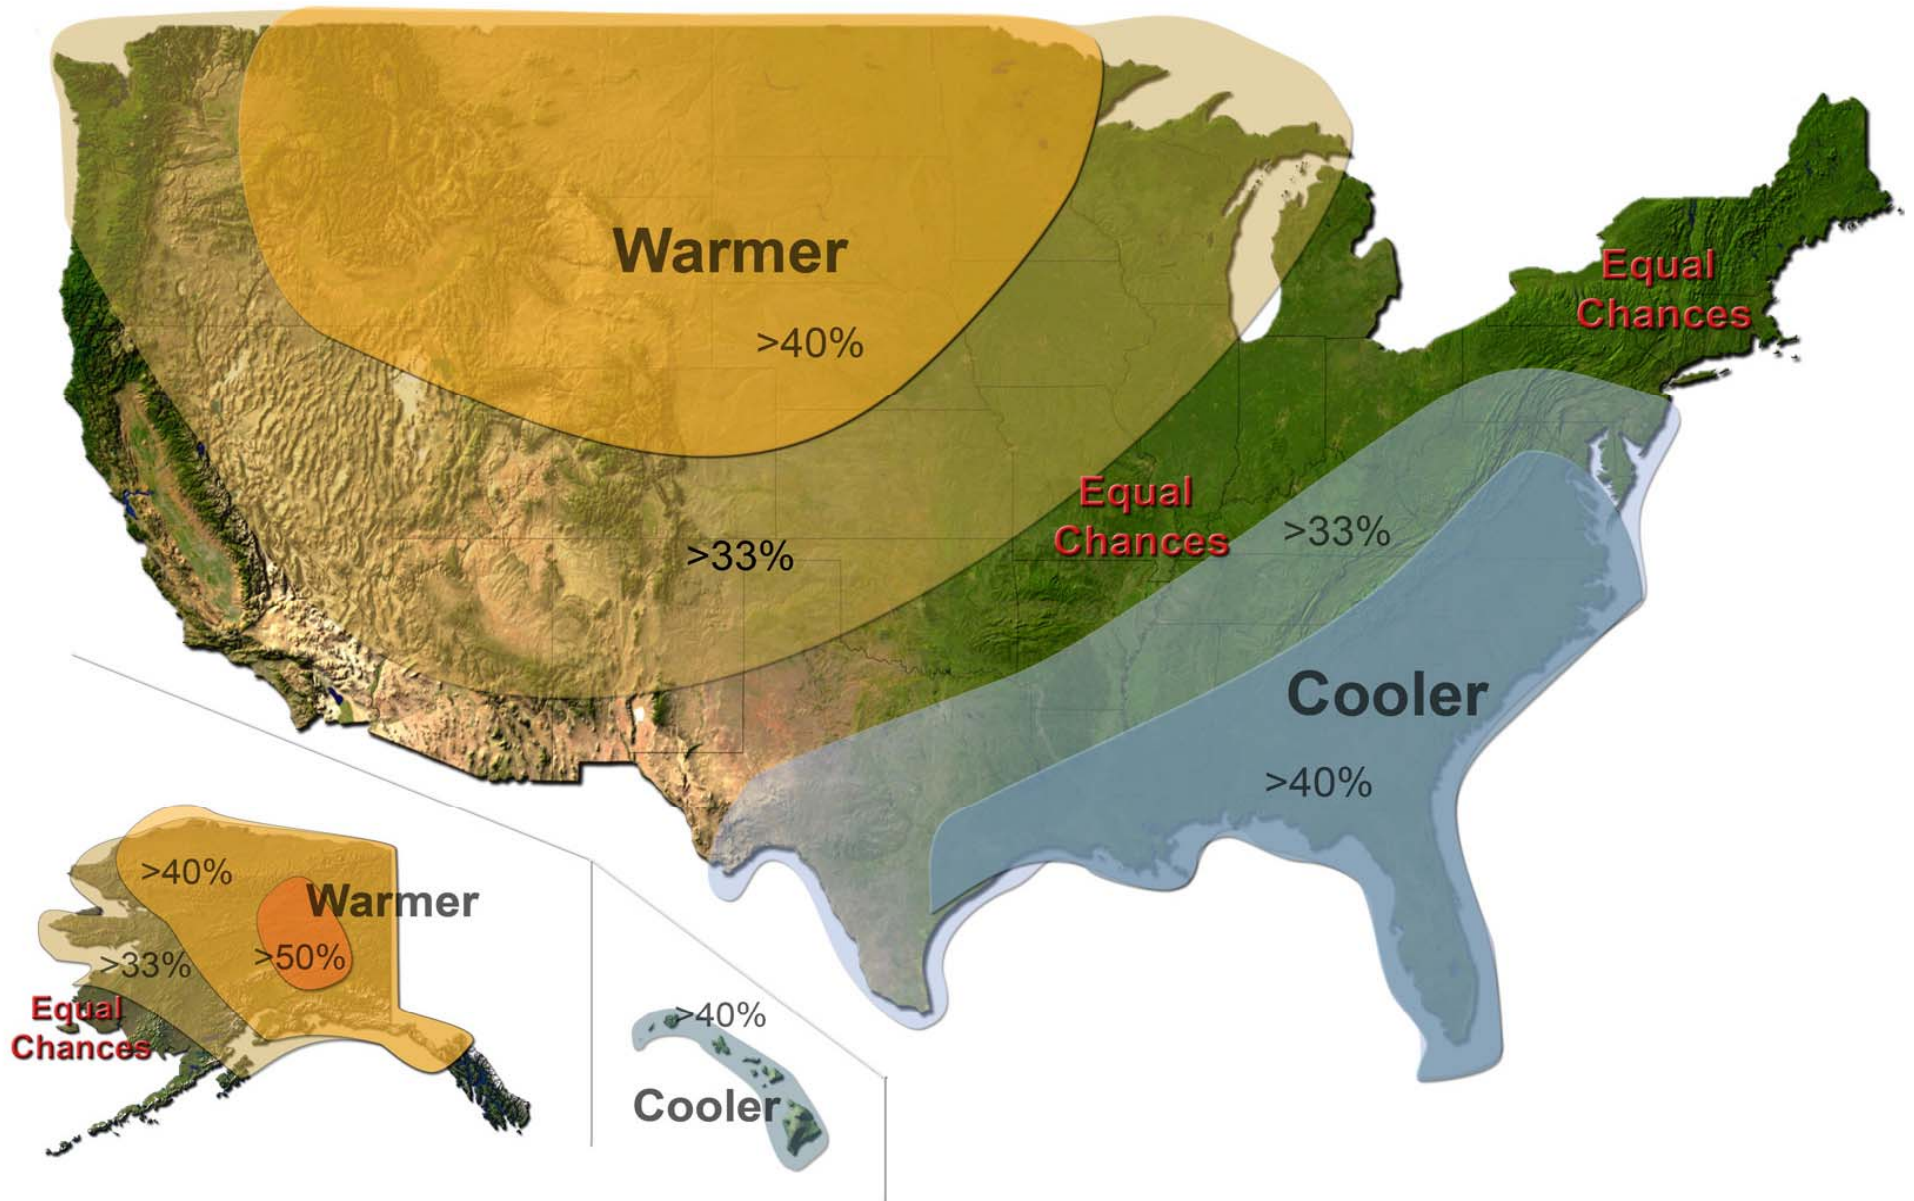 Warmer
>40%
Equal
Chances
Equal
Chances
>33%
>33%
Cooler
>40%
>40%
Warmer
>33%
>50%
Equal
Chances
>40%
Cooler